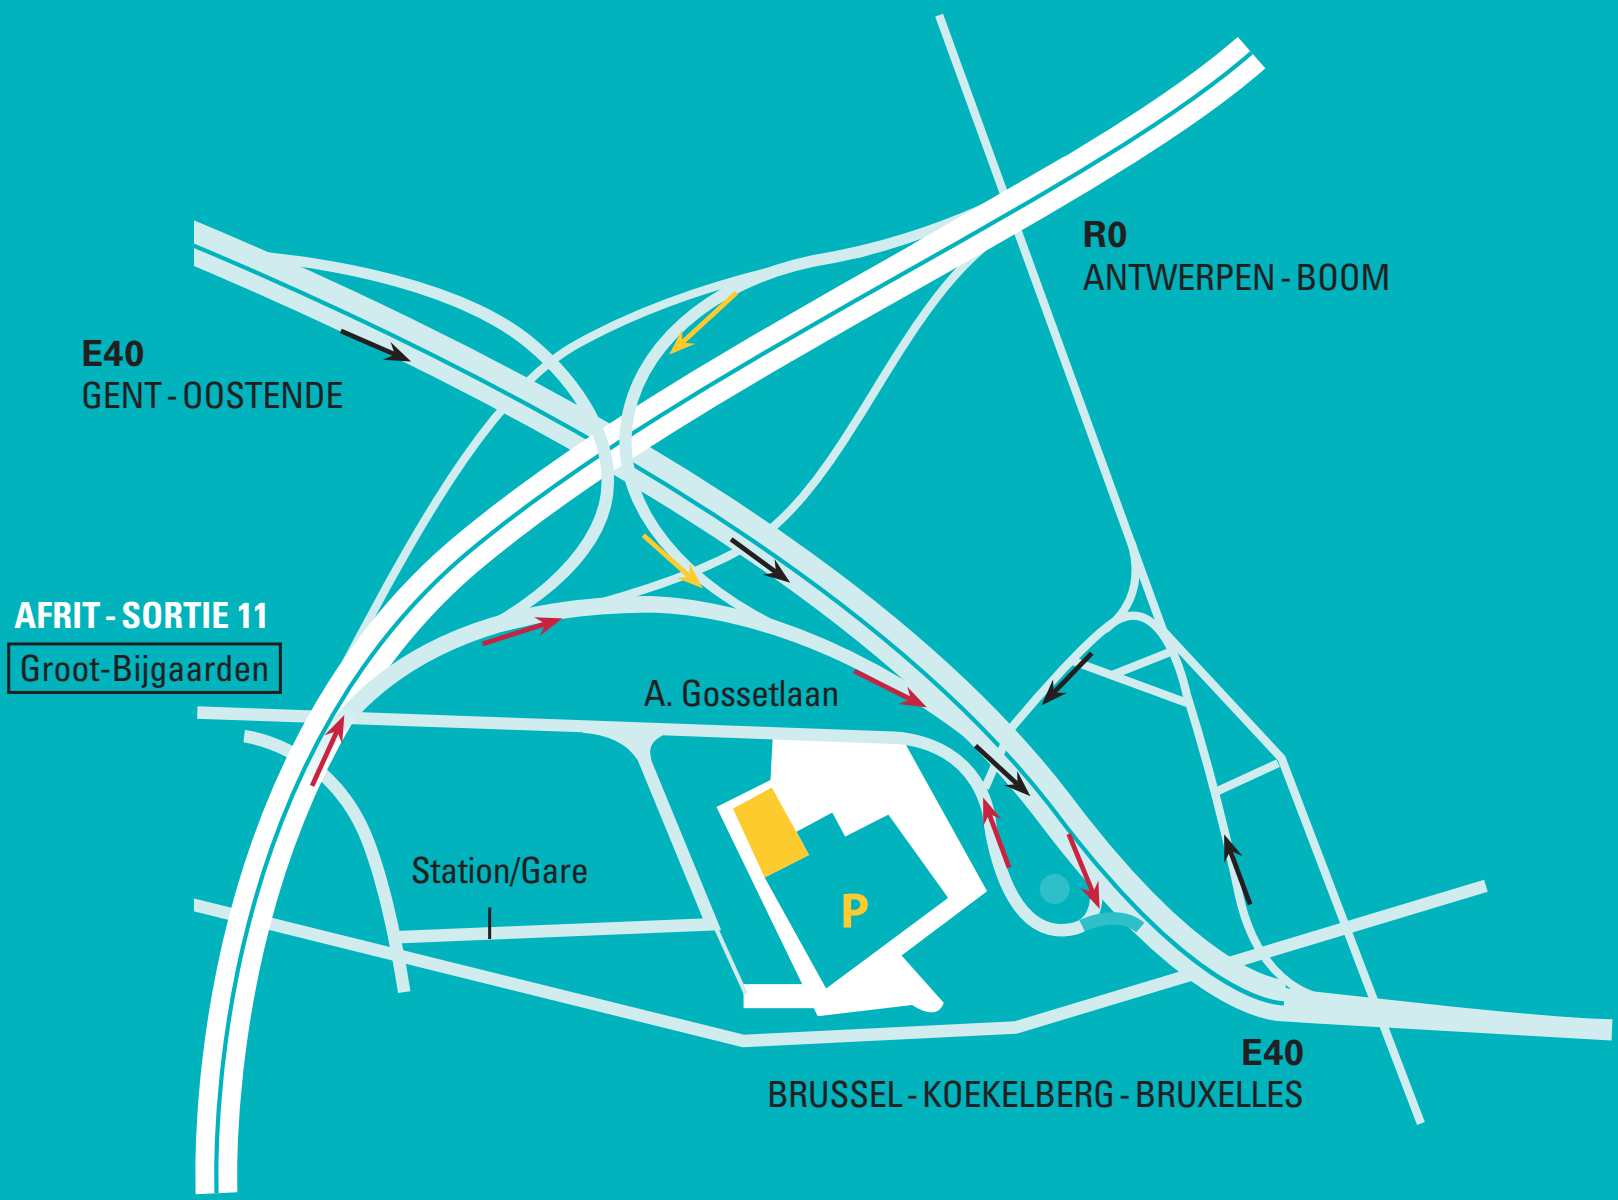 R0
ANTWERPEN - BOOM
E40
GENT - OOSTENDE
AFRIT - SORTIE 11
Groot-Bijgaarden
A. Gossetlaan
Station/Gare
P
E40
BRUSSEL - KOEKELBERG - BRUXELLES